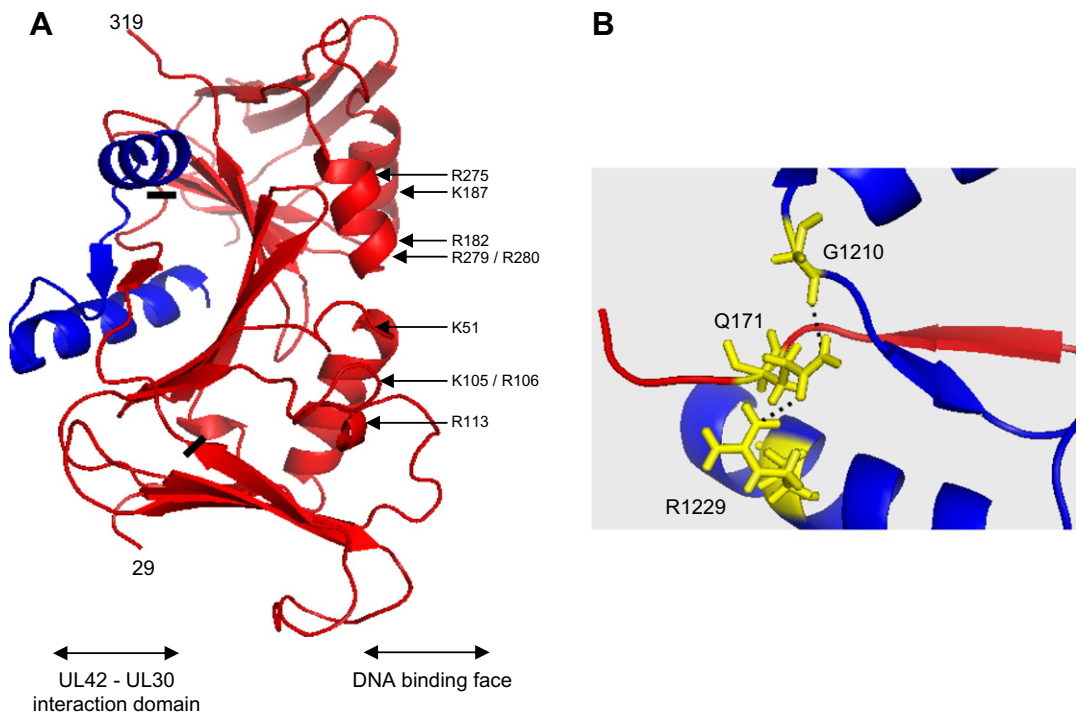 A
319
R275
K187
R182
R279 / R280
K51
K105 / R106
R113
29
UL42 - UL30
interaction domain
DNA binding face
B
G1210
Q171
R1229